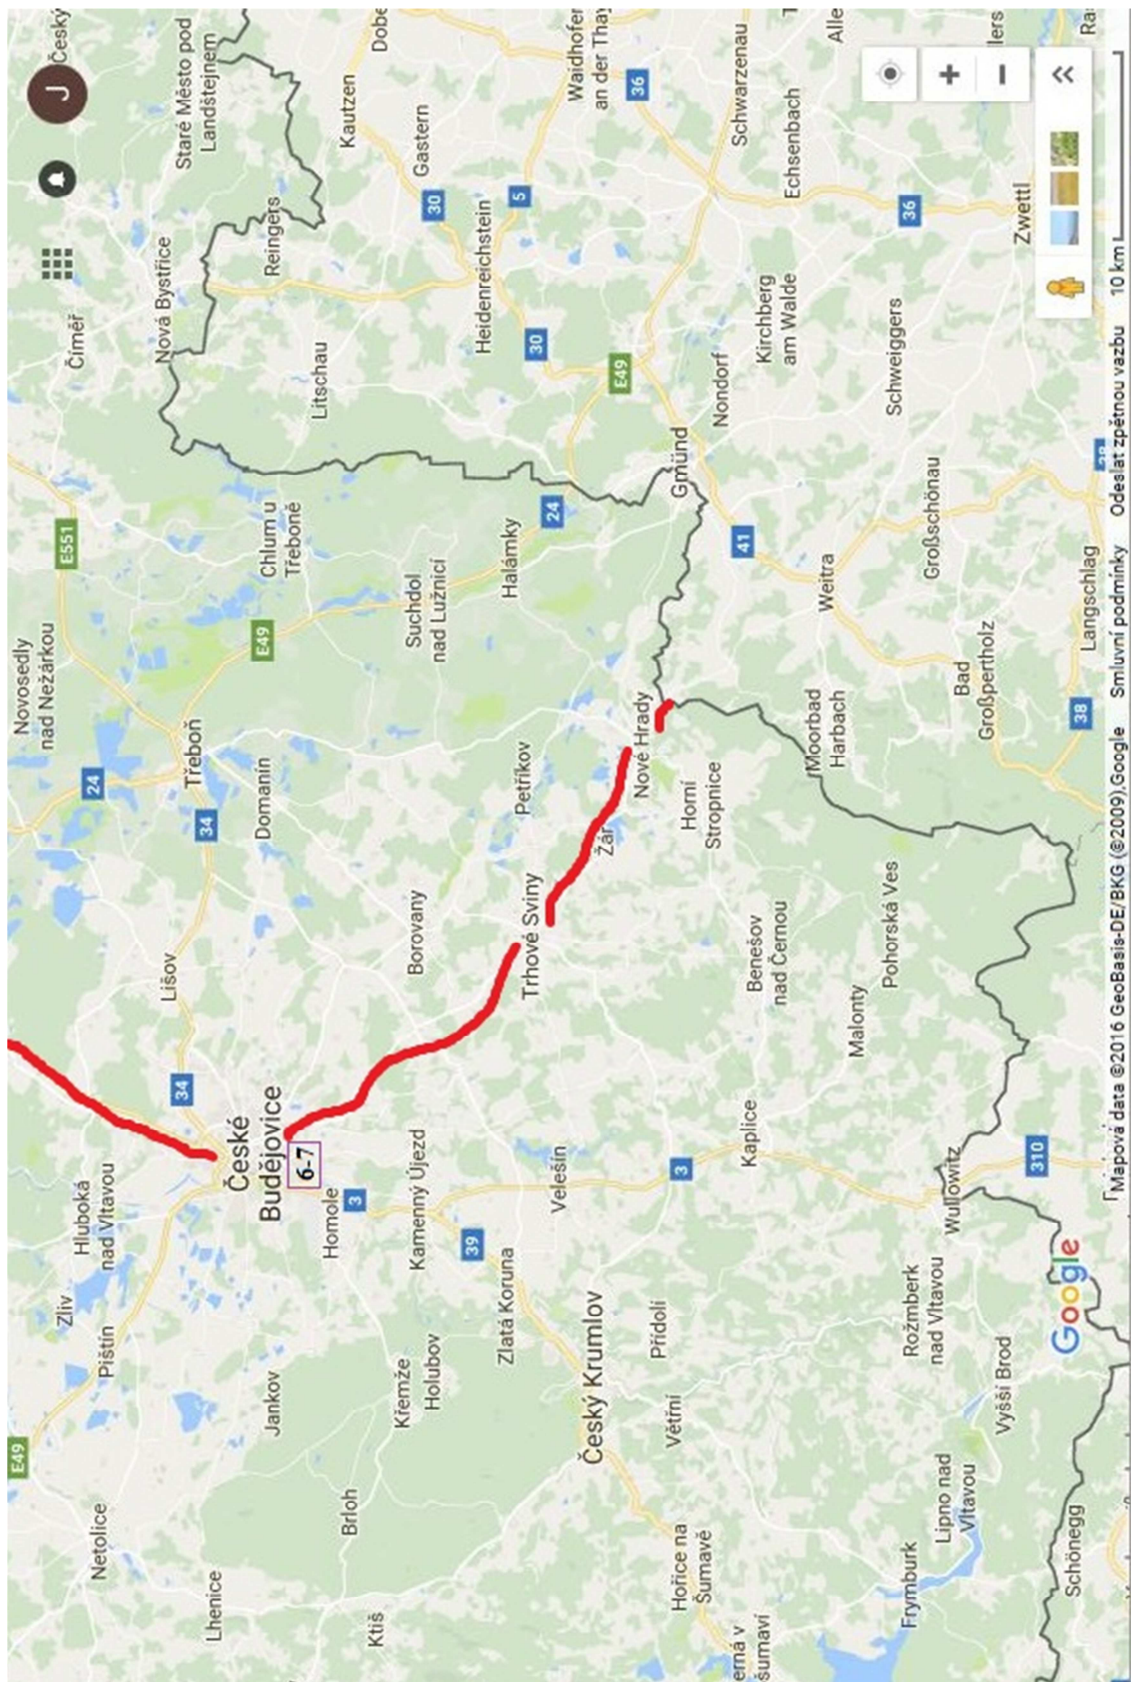 E49
Novosedly
nad Nežárkou
E551
Český
J
Zliv
Číměř
Hluboká
nad Vltavou
24
Netolice
Pištín
Lišov
Nová Bystřice
34
Třeboň
Staré Město pod
Landštejnem
Lhenice
34
České
Budějovice
Jankov
Domanín
E49
Chlum u
Třeboně
Reingers
6-7
Homole
Litschau
Brloh
3
Kautzen
Ktiš
Dobe
Křemže
Holubov
Kamenný Újezd
Borovany
Suchdol
nad Lužnicí
Gastern
30
39
Heidenreichstein
Zlatá Koruna
Halámky
5
Trhové Sviny
Petříkov
30
24
Velešín
Waidhofen
an der Thay
Český Krumlov
Žár
E49
36
Nové Hrady
Přídolí
Větřní
3
Gmünd
Hořice na
Šumavě
Horní
Stropnice
Nondorf
41
Schwarzenau
erná v
šumaví
Kaplice
Benešov
nad Černou
Kirchberg
am Walde
Echsenbach
Moorbad
Harbach
Weitra
Alle
Malonty
Pohorská Ves
Schweiggers
Frymburk
Rožmberk
nad Vltavou
36
Großschönau
Lipno nad
Vltavou
Wullowitz
Bad
Großpertholz
lers
Vyšší Brod
Zwettl
310
Schönegg
Google
38
Langschlag
38
Ra
Mapová data ©2016 GeoBasis-DE/BKG (©2009),Google Smluvní podmínky Odeslat zpětnou vazbu 10 km